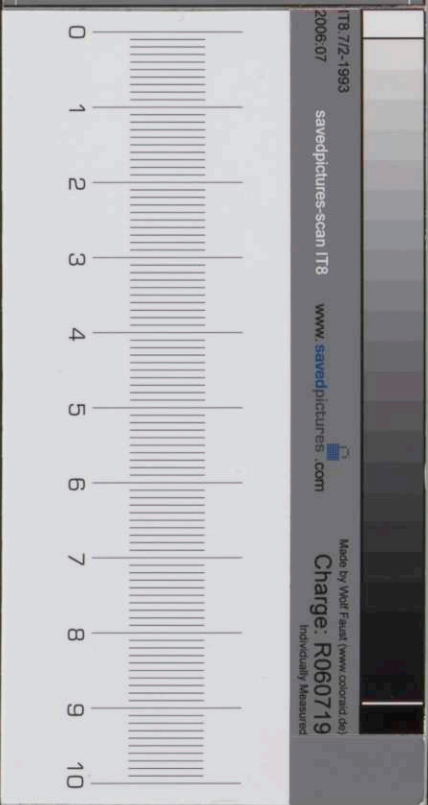 IT8.7/2-1993
2006:07
savedpictures-scan IT8
www.savedpictures.com
Made by Wolf Faust (www.coloraid.de)
Charge: R060719
Individually Measured
0
1
2
3
4
5
6
7
8
9
10